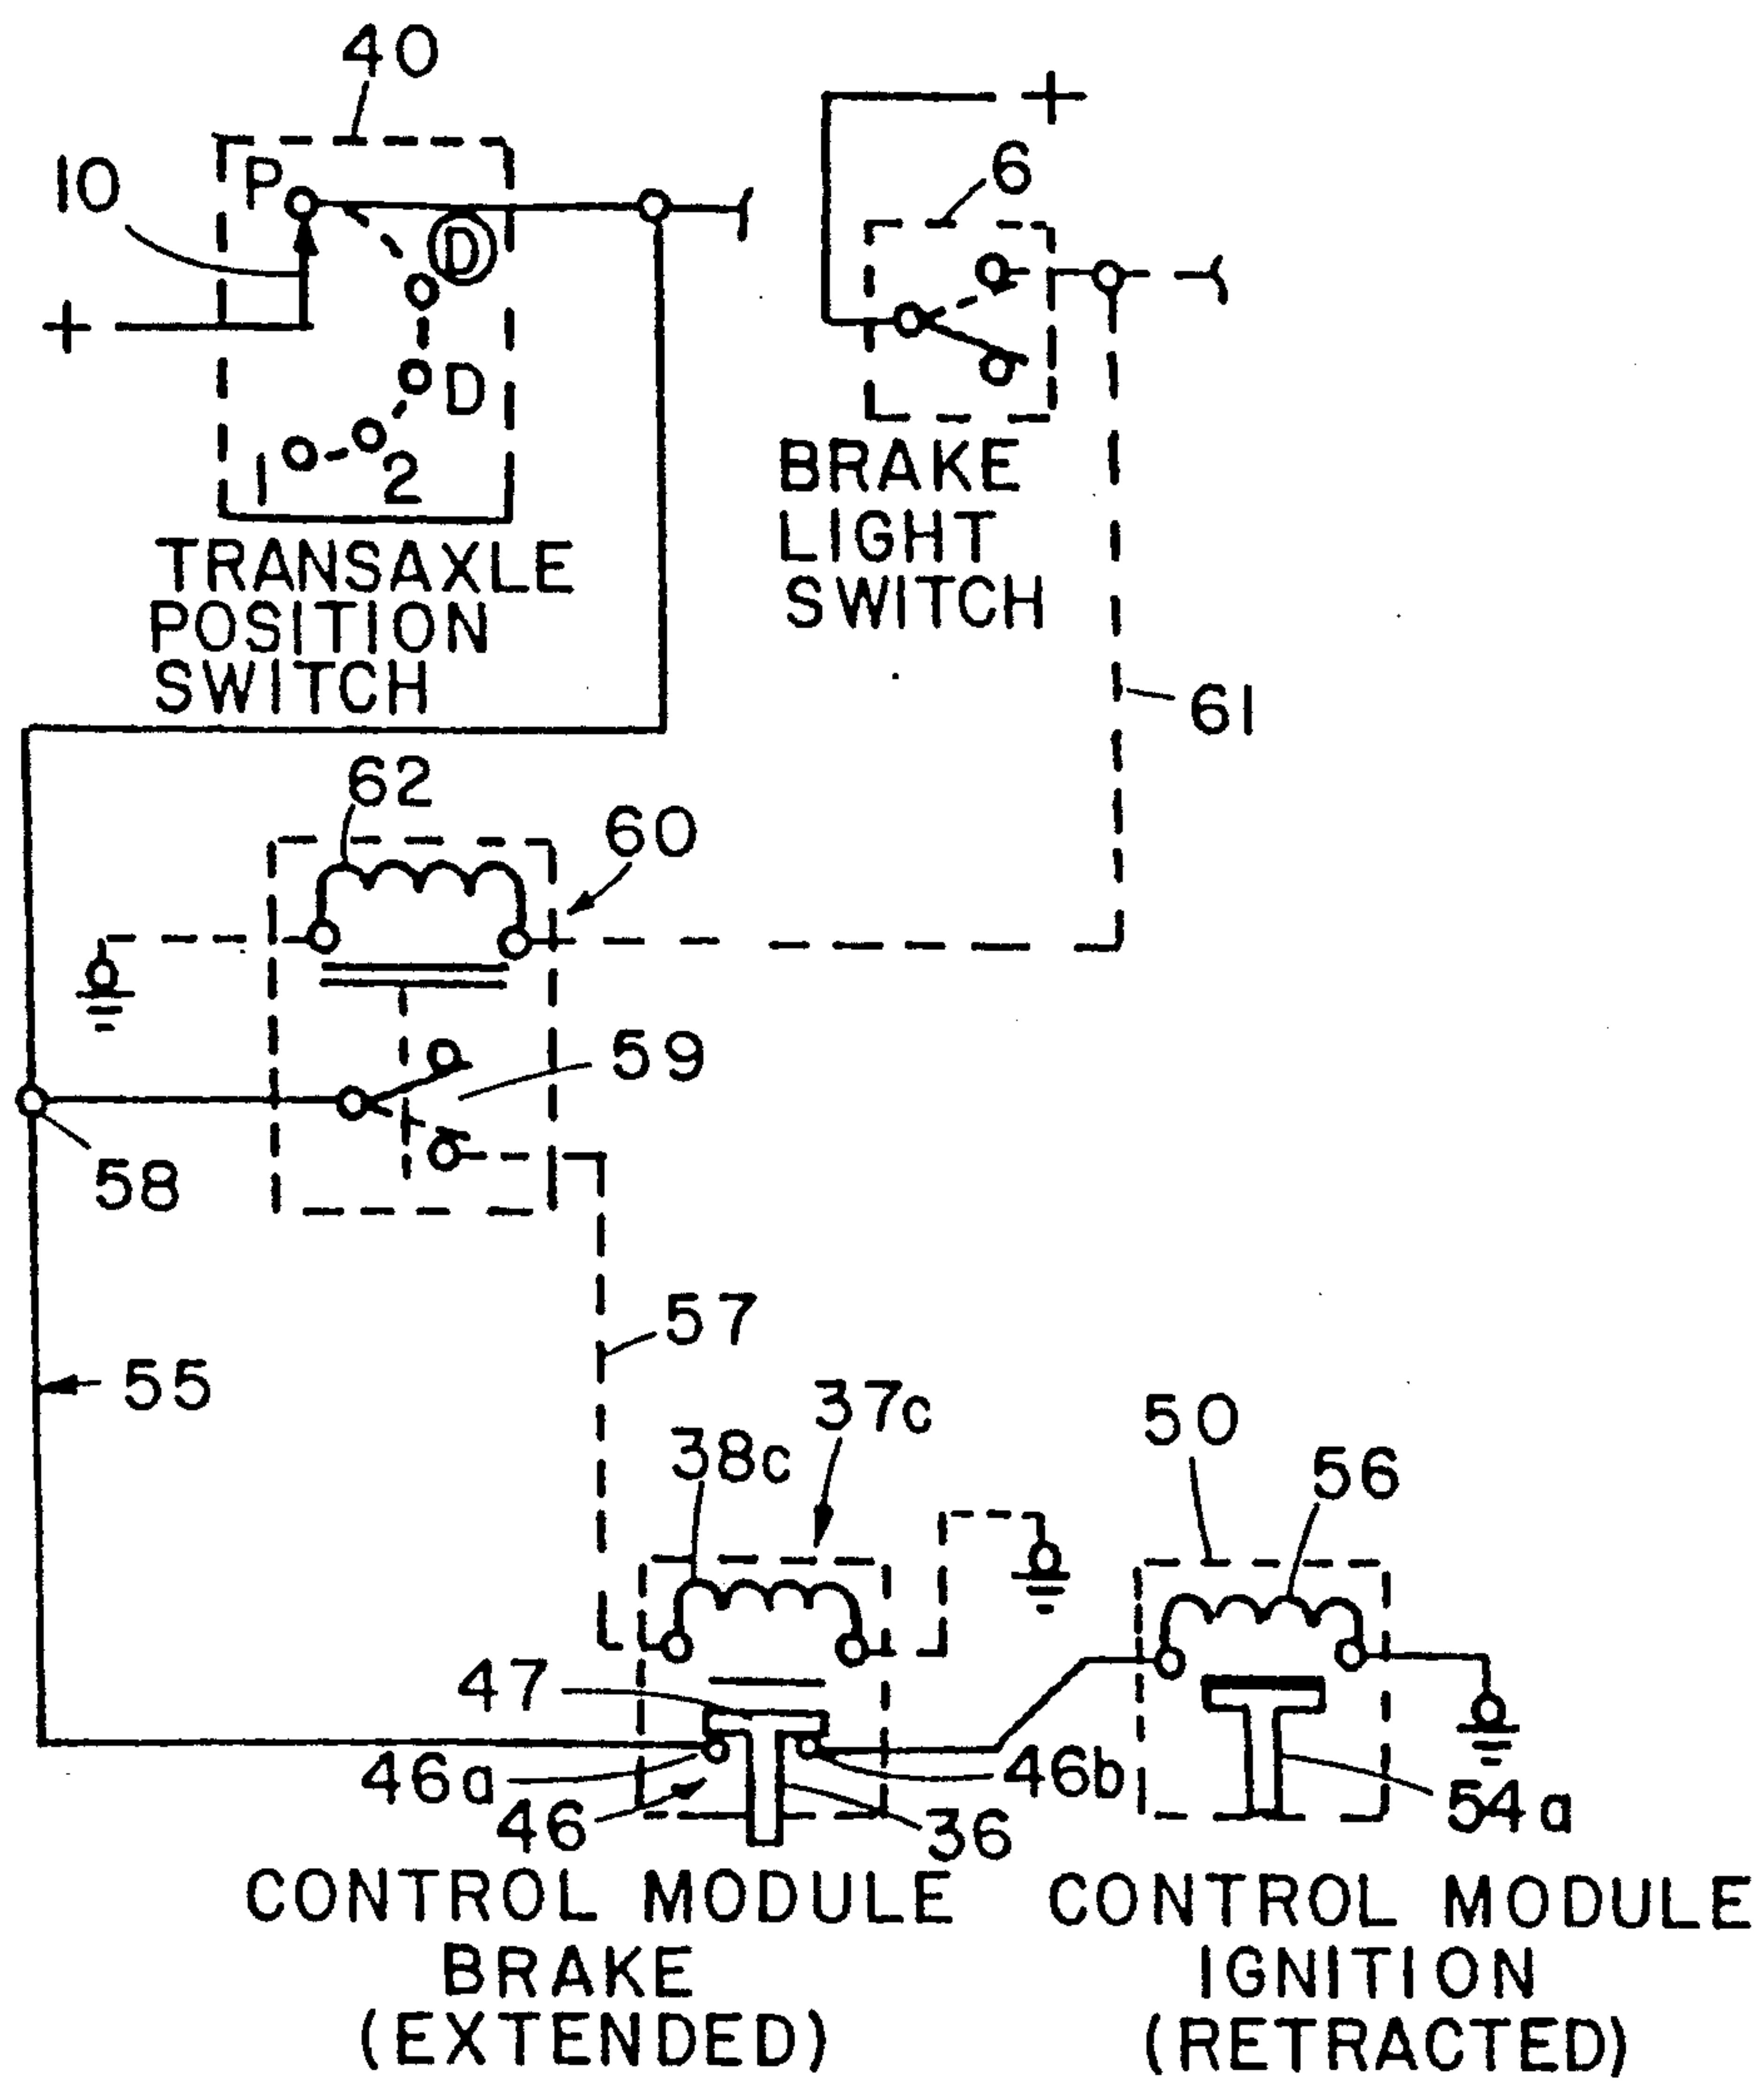 40
+
10
P
6
D
+
D
1
2
BRAKE
LIGHT
SWITCH
TRANSAXLE
POSITION
SWITCH
61
62
60
59
58
57
55
37c
50
38c
56
47
46a
46b
46
36
54a
CONTROL MODULE
BRAKE
(EXTENDED)
CONTROL MODULE
IGNITION
(RETRACTED)